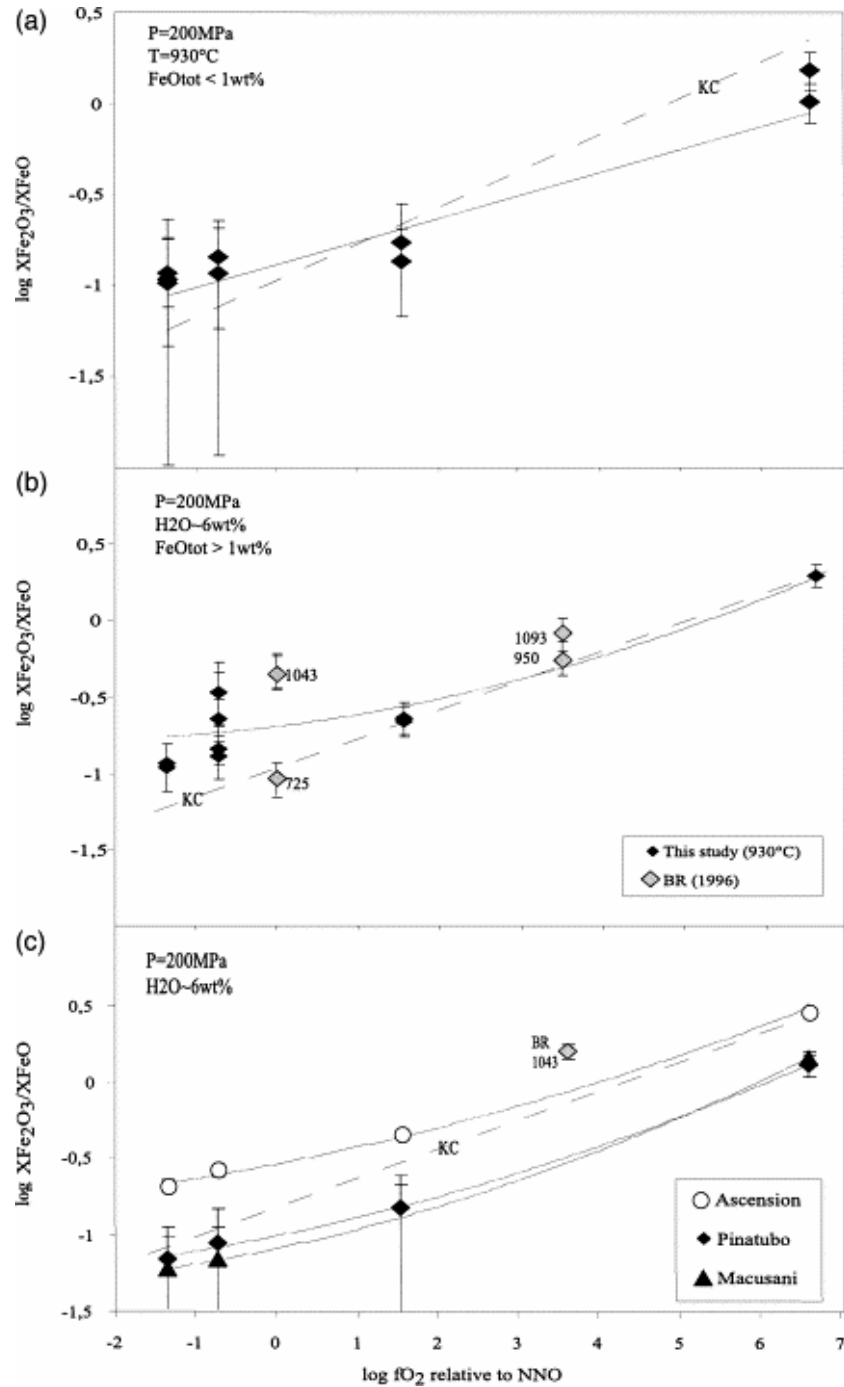 (a)
0,5
P=200MPa
T=930°C
FeOtot < 1wt%
KC
0
-0,5
-1
-1,5
log XFe₂O₃/XFeO
(b)
P=200MPa
H2O~6wt%
FeOtot > 1wt%
0,5
0
-0,5
-1
-1,5
log XFe₂O₃/XFeO
1043
1093
950
725
KC
This study (930°C)
BR (1996)
(c)
P=200MPa
H2O~6wt%
0,5
0
-0,5
-1
-1,5
log XFe₂O₃/XFeO
BR
1043
KC
Ascension
Pinatubo
Macusani
-2 -1 0 1 2 3 4 5 6 7
log fO₂ relative to NNO